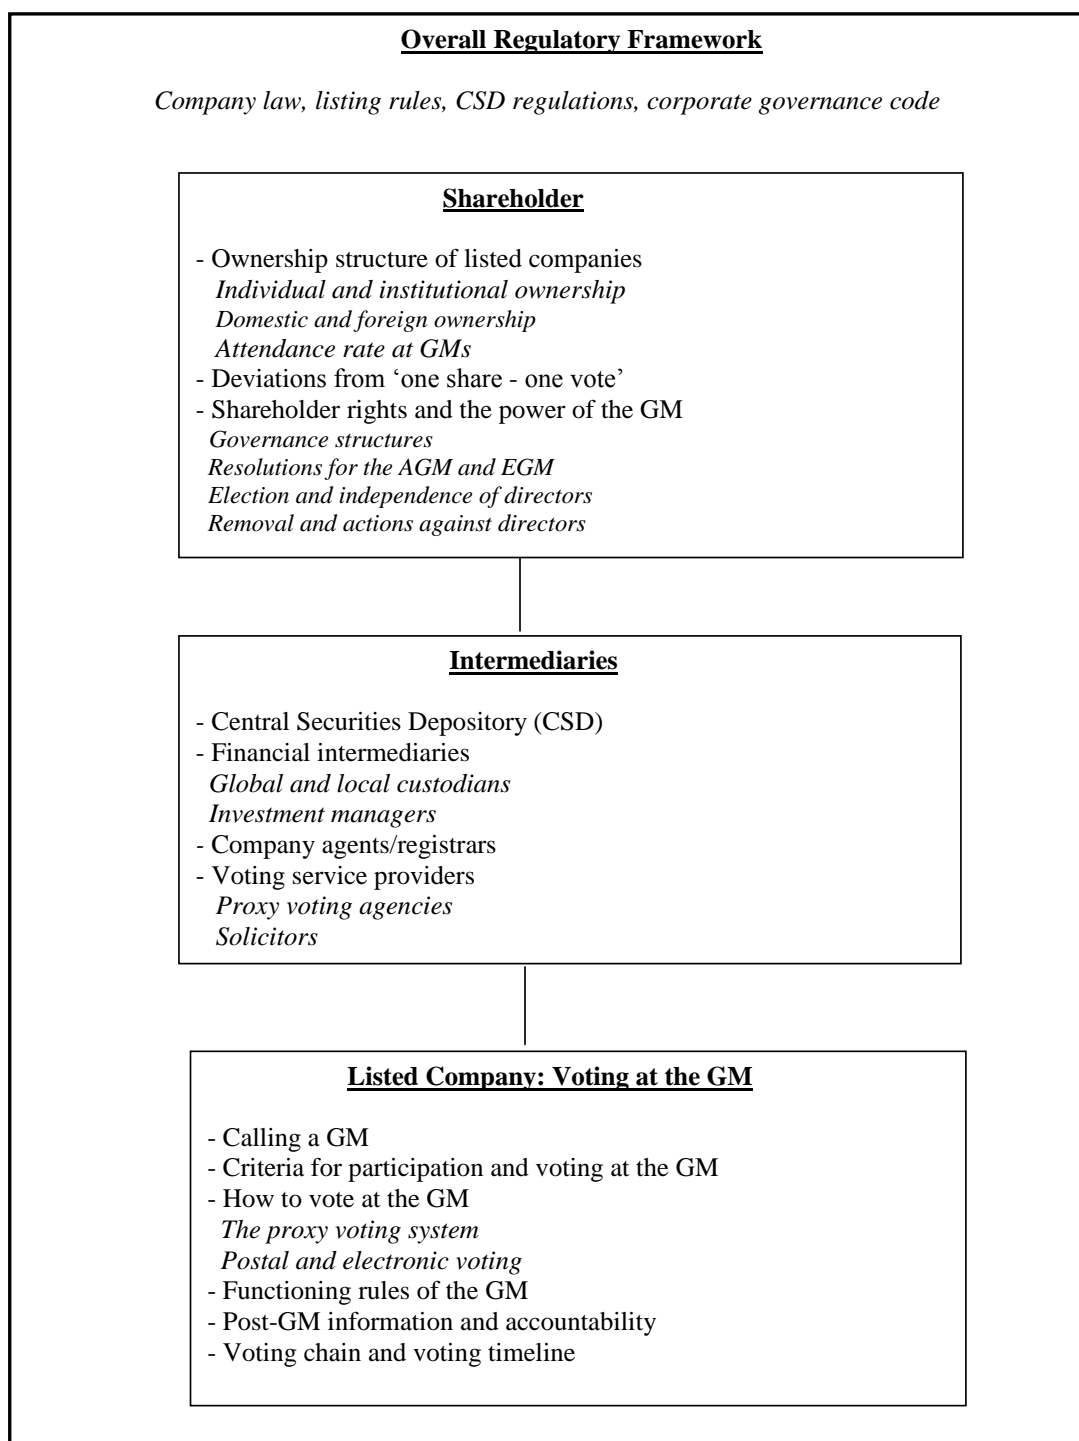 Overall Regulatory Framework
Company law, listing rules, CSD regulations, corporate governance code
Shareholder
- Ownership structure of listed companies
Individual and institutional ownership
Domestic and foreign ownership
Attendance rate at GMs
- Deviations from ‘one share - one vote’
- Shareholder rights and the power of the GM
Governance structures
Resolutions for the AGM and EGM
Election and independence of directors
Removal and actions against directors
Intermediaries
- Central Securities Depository (CSD)
- Financial intermediaries
Global and local custodians
Investment managers
- Company agents/registrars
- Voting service providers
Proxy voting agencies
Solicitors
Listed Company: Voting at the GM
- Calling a GM
- Criteria for participation and voting at the GM
- How to vote at the GM
The proxy voting system
Postal and electronic voting
- Functioning rules of the GM
- Post-GM information and accountability
- Voting chain and voting timeline